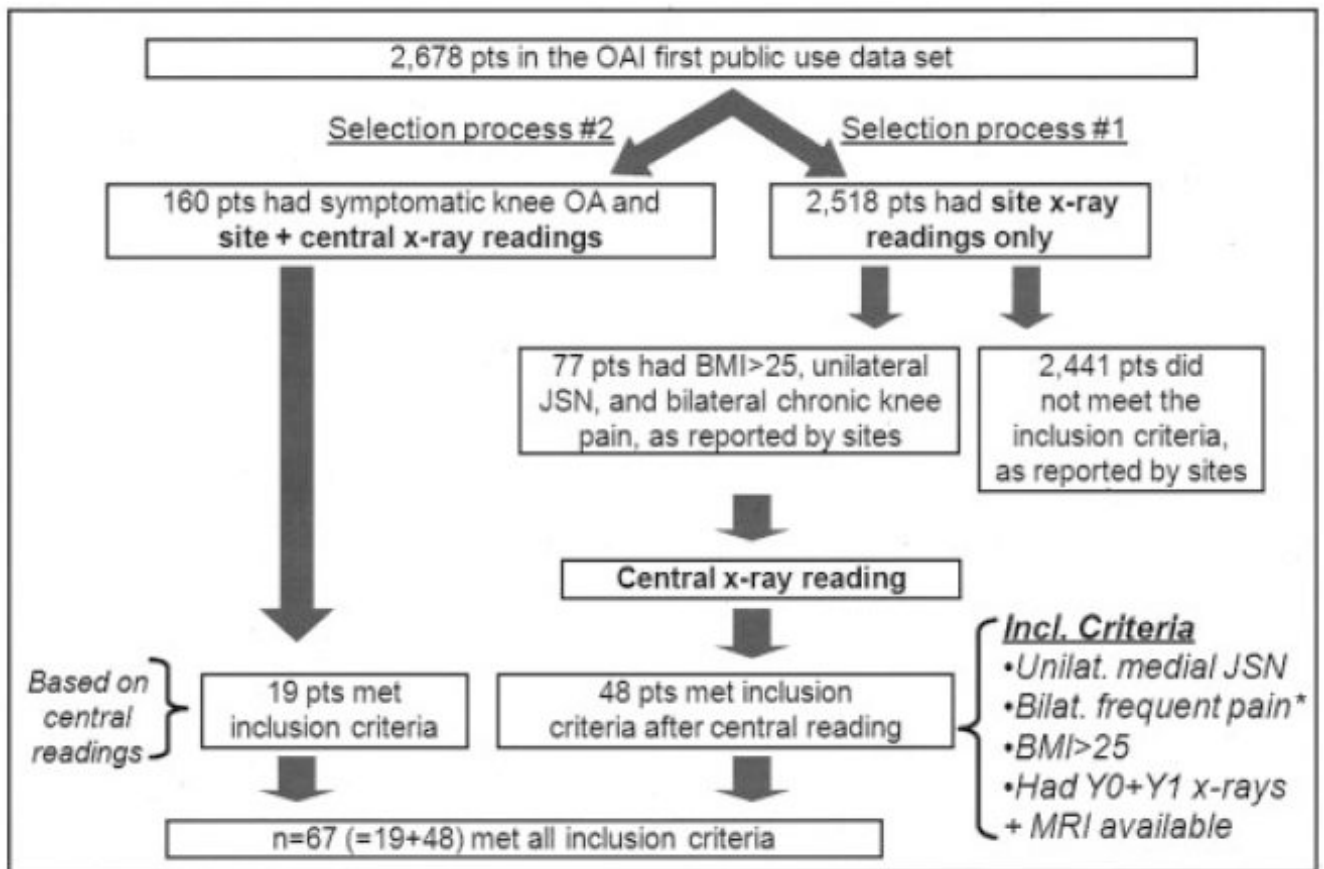 2,678 pts in the OAI first public use data set
Selection process #2
Selection process #1
160 pts had symptomatic knee OA and
site + central x-ray readings
2,518 pts had site x-ray
readings only
77 pts had BMI>25, unilateral
JSN, and bilateral chronic knee
pain, as reported by sites
2,441 pts did
not meet the
inclusion criteria,
as reported by sites
Central x-ray reading
Based on
central
readings
19 pts met
inclusion criteria
48 pts met inclusion
criteria after central reading
Incl. Criteria
•Unilat. medial JSN
•Bilat. frequent pain*
•BMI>25
•Had Y0+Y1 x-rays
+ MRI available
n=67 (=19+48) met all inclusion criteria